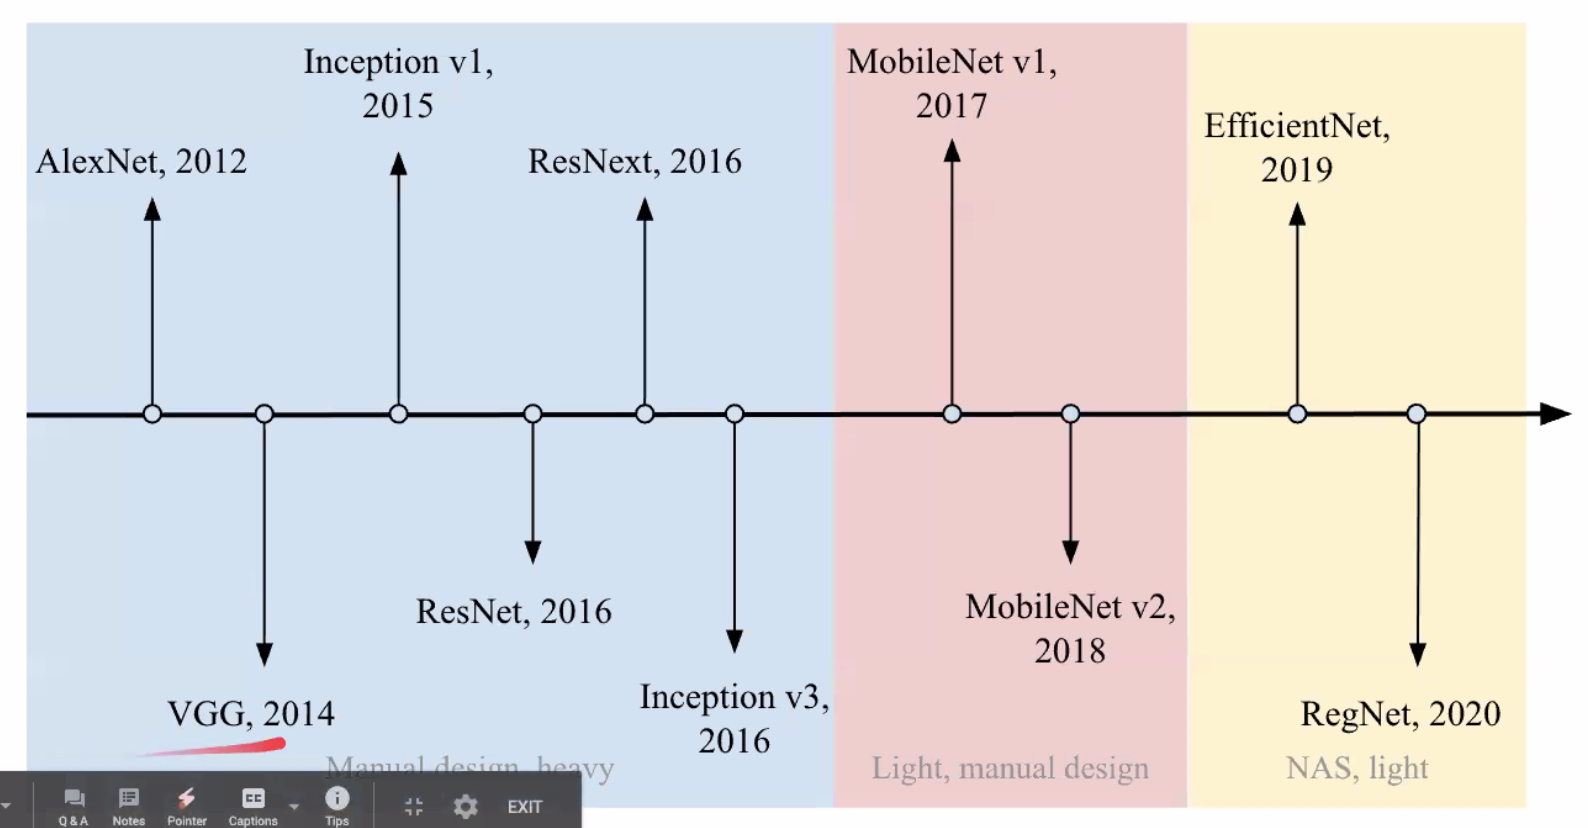 Inception v1,
2015
MobileNet v1,
2017
EfficientNet,
2019
AlexNet, 2012
ResNext, 2016
ResNet, 2016
MobileNet v2,
2018
Inception v3,
2016
VGG, 2014
RegNet, 2020
Manual design, heavy
Light, manual design
NAS, light
Q & A
Notes
Pointer
CC
Captions
Tips
EXIT